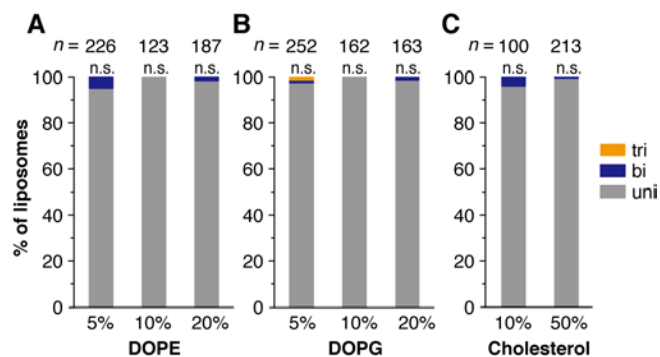 A B C
n = 226 123 187 n = 252 162 163 n = 100 213
n.s. n.s. n.s. n.s. n.s. n.s. n.s. n.s.
% of liposomes
100 100 100
80 80 80
60 60 60
40 40 40
20 20 20
0 0 0
5% 10% 20% 5% 10% 20% 10% 50%
DOPE DOPG Cholesterol
tri
bi
uni